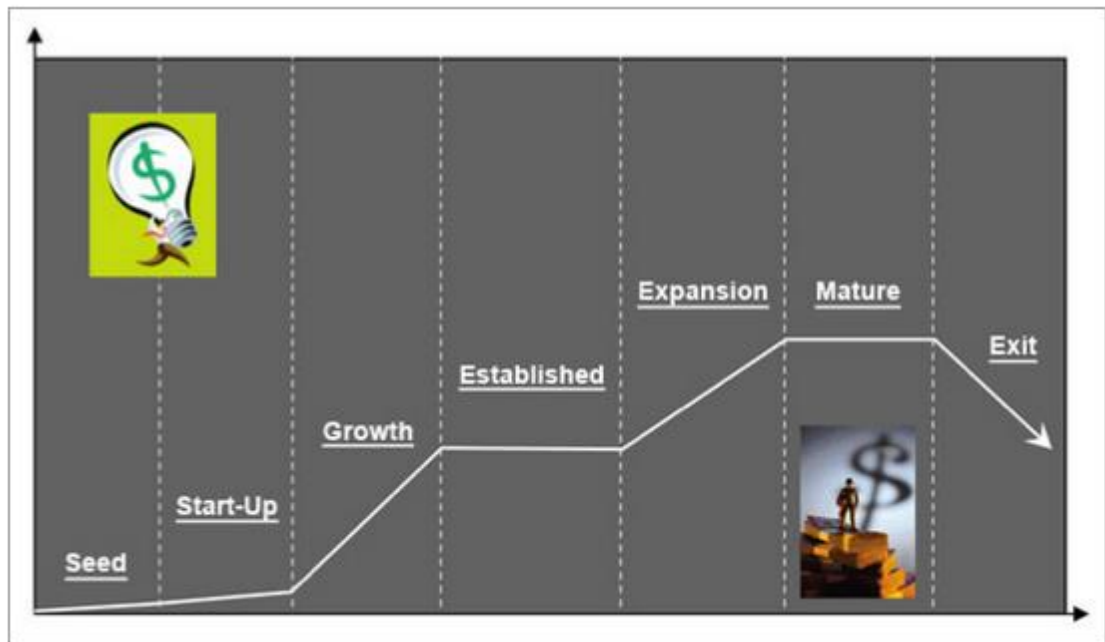 Seed
Start-Up
Growth
Established
Expansion
Mature
Exit
$
$